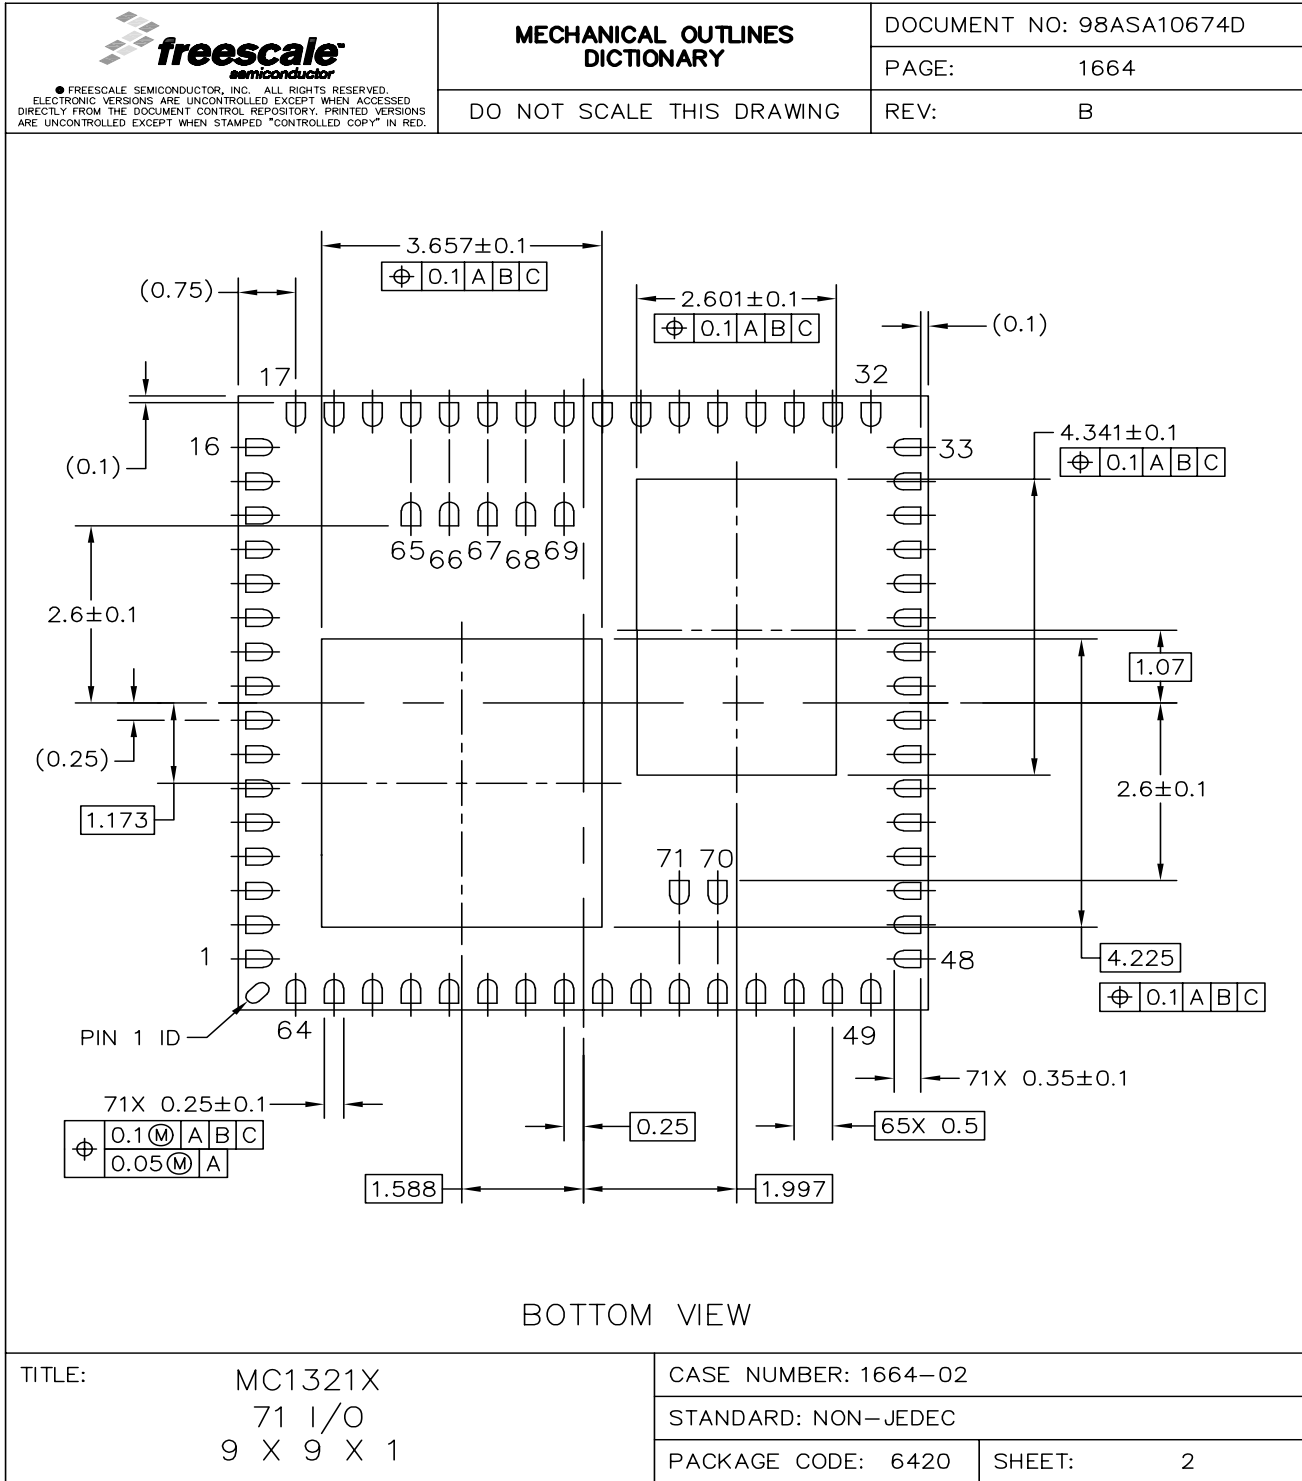 freescale™
semiconductor
● FREESCALE SEMICONDUCTOR, INC. ALL RIGHTS RESERVED.
ELECTRONIC VERSIONS ARE UNCONTROLLED EXCEPT WHEN ACCESSED
DIRECTLY FROM THE DOCUMENT CONTROL REPOSITORY. PRINTED VERSIONS
ARE UNCONTROLLED EXCEPT WHEN STAMPED "CONTROLLED COPY" IN RED.
MECHANICAL OUTLINES
DICTIONARY
DO NOT SCALE THIS DRAWING
DOCUMENT NO: 98ASA10674D
PAGE: 1664
REV: B
3.657±0.1
⌖ 0.1 A B C
(0.75)
2.601±0.1
⌖ 0.1 A B C
(0.1)
17
32
16
33
(0.1)
4.341±0.1
⌖ 0.1 A B C
65 66 67 68 69
2.6±0.1
1.07
(0.25)
2.6±0.1
1.173
71 70
1
48
4.225
⌖ 0.1 A B C
PIN 1 ID
64
49
71X 0.35±0.1
71X 0.25±0.1
⌖ 0.1Ⓜ A B C
0.05Ⓜ A
0.25
65X 0.5
1.588
1.997
BOTTOM VIEW
TITLE:
MC1321X
71 I/O
9 X 9 X 1
CASE NUMBER: 1664-02
STANDARD: NON-JEDEC
PACKAGE CODE: 6420
SHEET: 2